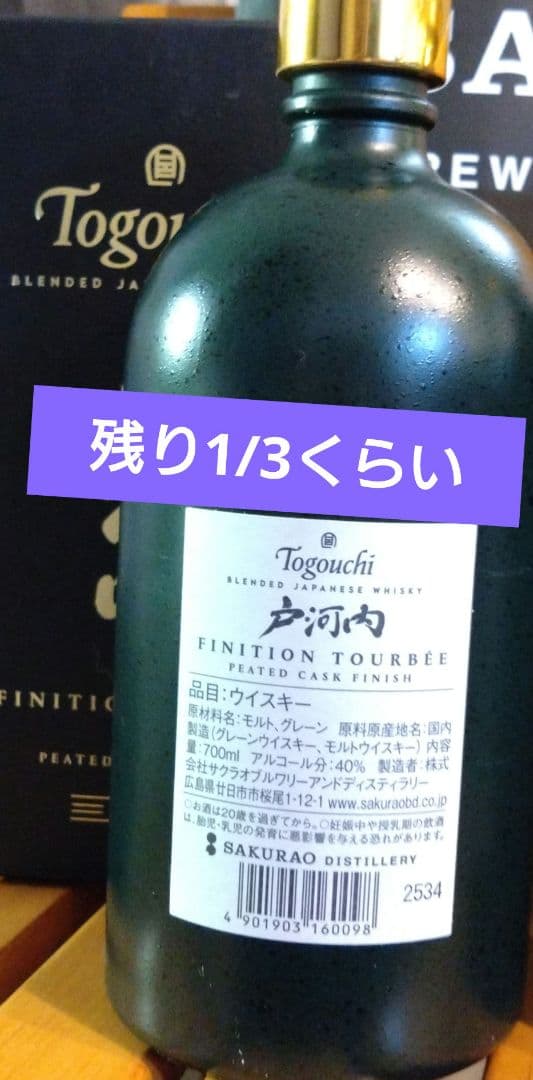 SA
REW
Togou
BLENDED JA
残り1/3くらい
Togouchi
BLENDED JAPANESE WHISKY
戸河内
FINITION TOURBÉE
PEATED CASK FINISH
品目:ウイスキー
原材料名:モルト、グレーン 原料原産地名:国内
製造(グレーンウイスキー、モルトウイスキー) 内容
量:700ml アルコール分:40% 製造者:株式
会社サクラオブルワリーアンドディスティラリー
広島県廿日市市桜尾1-12-1 www.sakuraobd.co.jp
○お酒は20歳を過ぎてから。○妊娠中や授乳期の飲酒
は、胎児・乳児の発育に悪影響を与える恐れがあります。
SAKURAO DISTILLERY
2534
4 901903 160098
FINITIO
PEATED